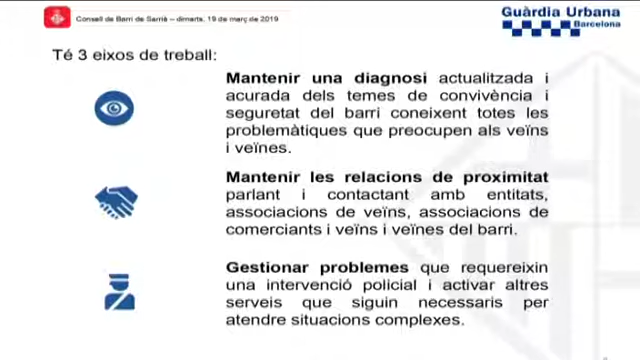 Consell de Barri de Sarrià – dimarts, 19 de març de 2019
Guàrdia Urbana
Barcelona
Té 3 eixos de treball:
Mantenir una diagnosi actualitzada i
acurada dels temes de convivència i
seguretat del barri coneixent totes les
problemàtiques que preocupen als veïns
i veïnes.
Mantenir les relacions de proximitat
parlant i contactant amb entitats,
associacions de veïns, associacions de
comerciants i veïns i veïnes del barri.
Gestionar problemes que requereixin
una intervenció policial i activar altres
serveis que siguin necessaris per
atendre situacions complexes.